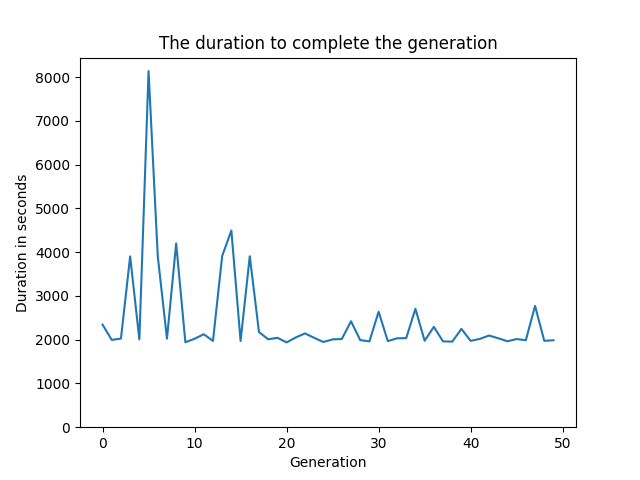 The duration to complete the generation
8000
7000
6000
5000
4000
3000
2000
1000
0
Duration in seconds
0 10 20 30 40 50
Generation